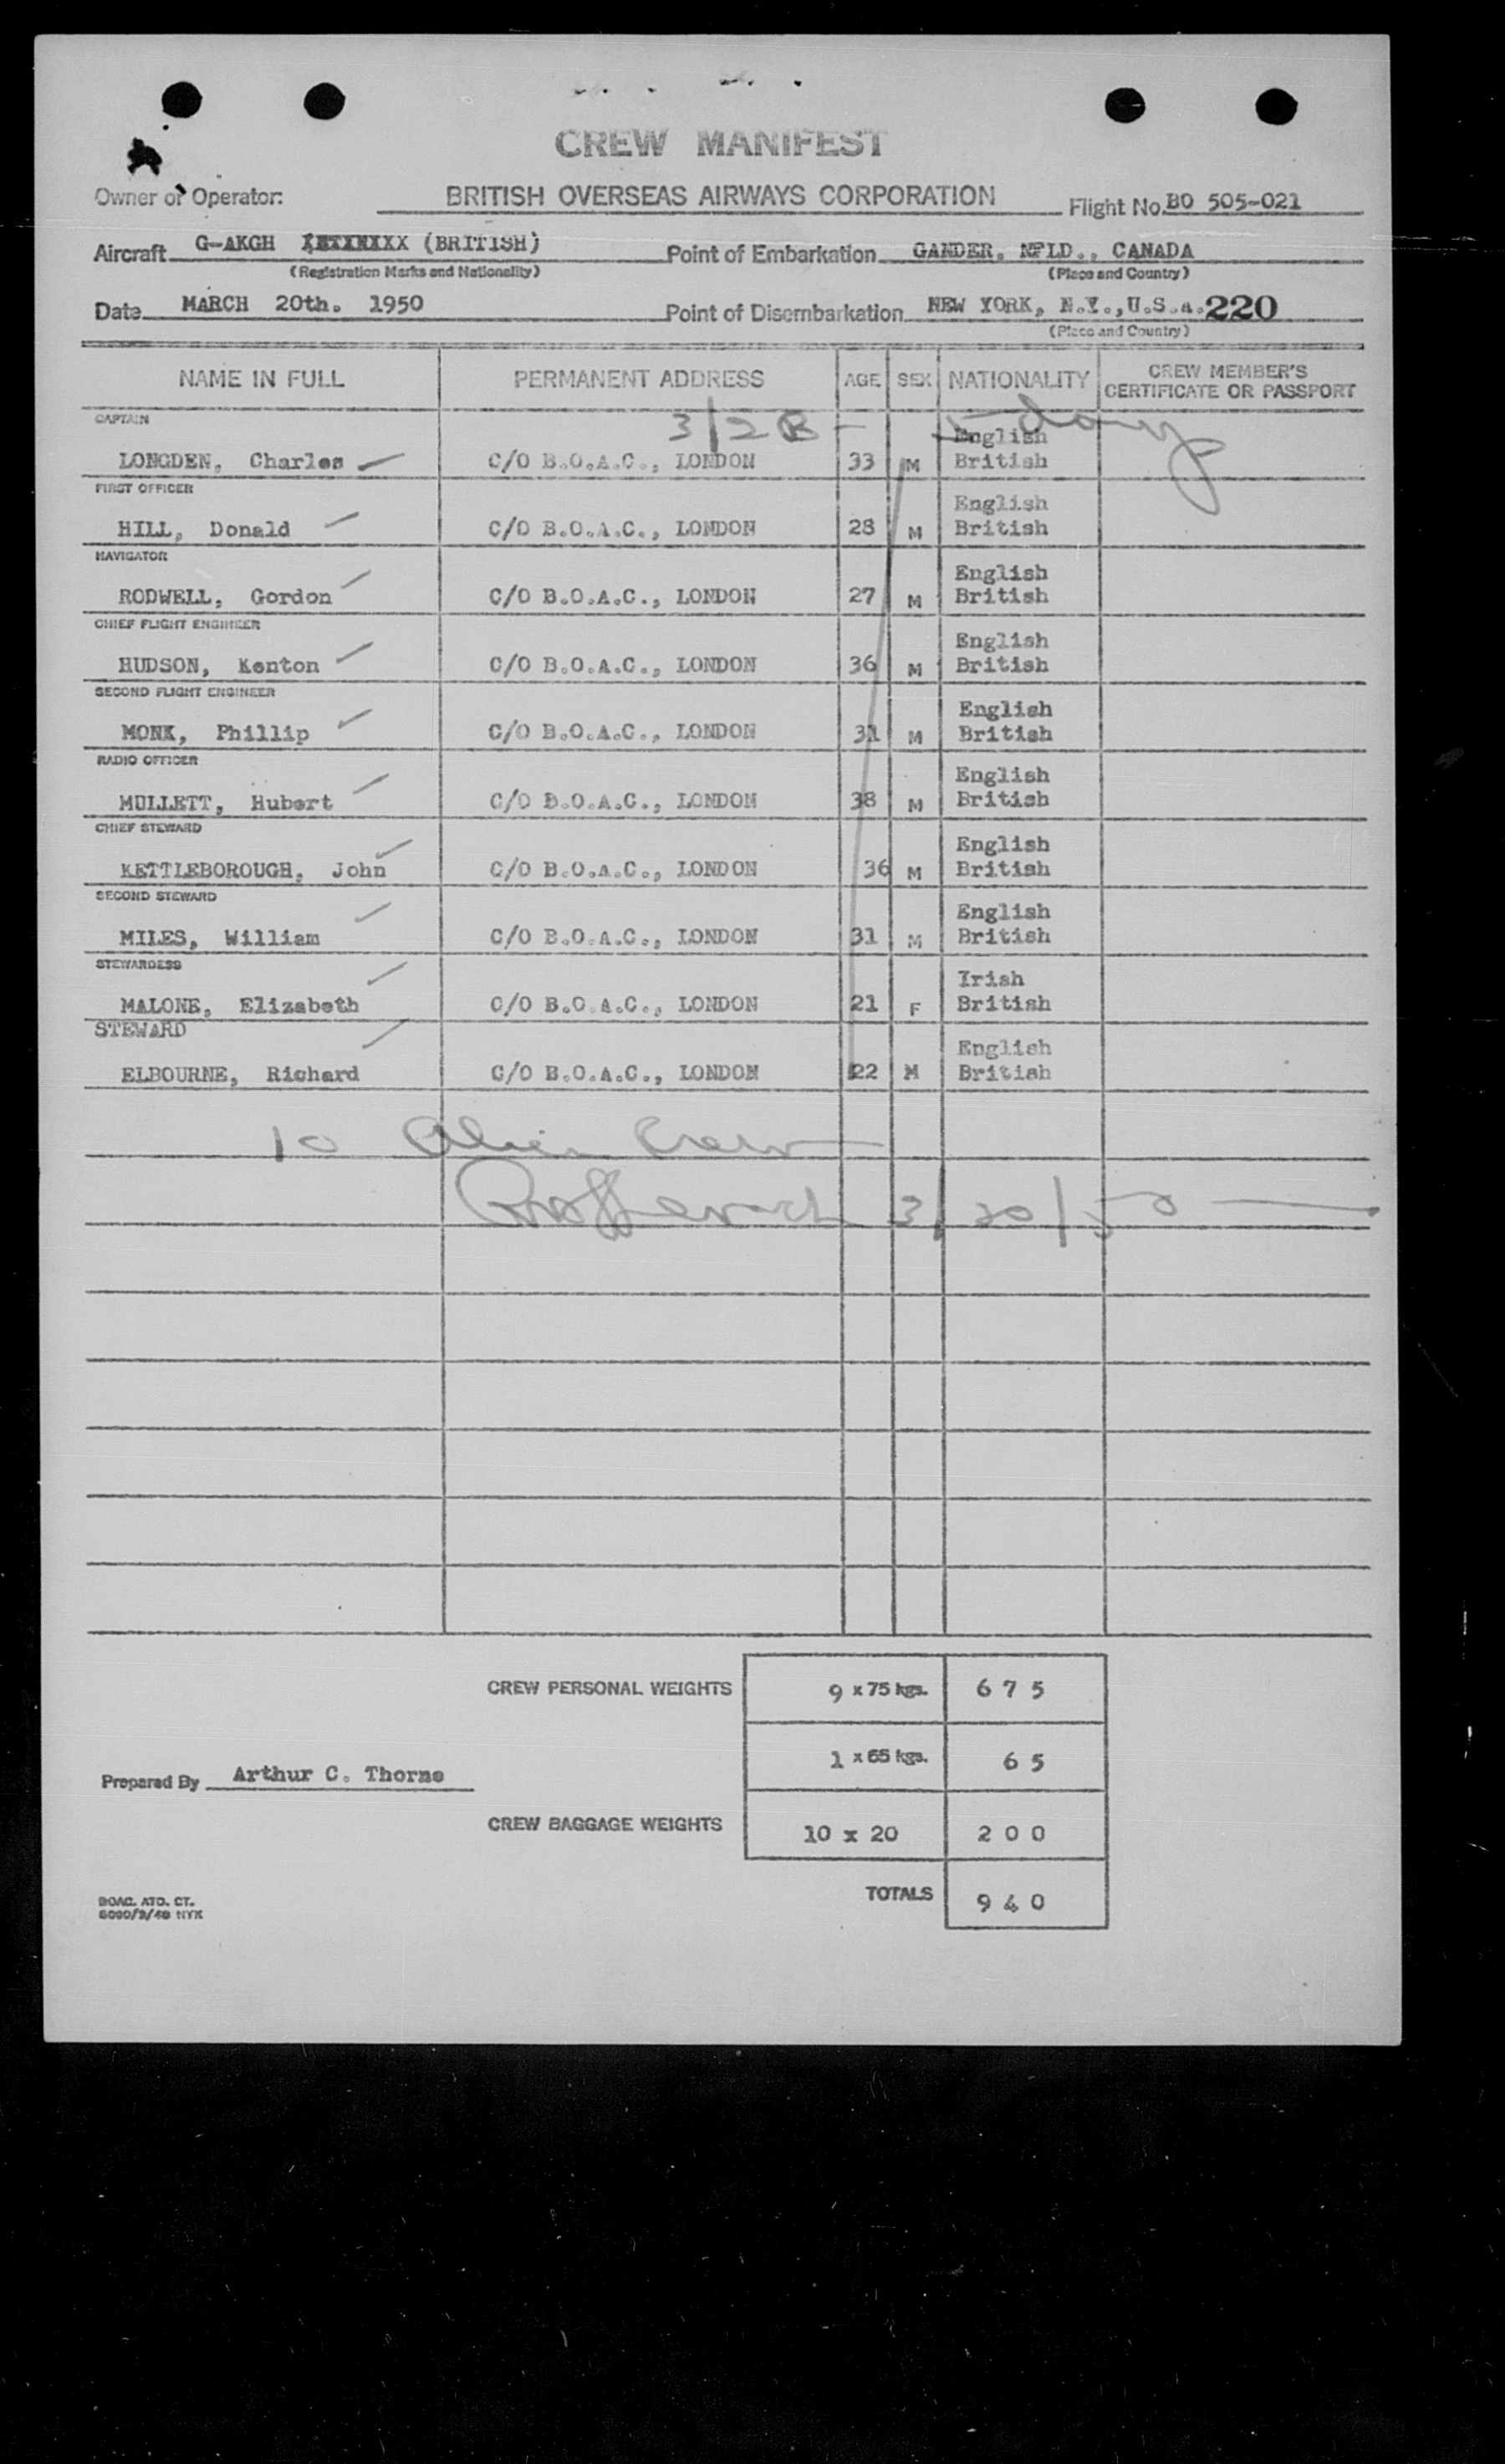 CREW MANIFEST
Owner or Operator: BRITISH OVERSEAS AIRWAYS CORPORATION Flight No. BO 505-021
Aircraft G-AKGH (BRITISH) Point of Embarkation GANDER, NFLD., CANADA
(Registration Marks and Nationality) (Place and Country)
Date MARCH 20th. 1950 Point of Disembarkation NEW YORK, N.Y., U.S.A. 220
(Place and Country)
NAME IN FULL PERMANENT ADDRESS AGE SEX NATIONALITY CREW MEMBER'S CERTIFICATE OR PASSPORT
CAPTAIN 3/2B - English
LONGDEN, Charles C/O B.O.A.C., LONDON 33 M British
FIRST OFFICER English
HILL, Donald C/O B.O.A.C., LONDON 28 M British
NAVIGATOR English
RODWELL, Gordon C/O B.O.A.C., LONDON 27 M British
CHIEF FLIGHT ENGINEER English
HUDSON, Kenton C/O B.O.A.C., LONDON 36 M British
SECOND FLIGHT ENGINEER English
MONK, Phillip C/O B.O.A.C., LONDON 31 M British
RADIO OFFICER English
MULLETT, Hubert C/O B.O.A.C., LONDON 38 M British
CHIEF STEWARD English
KETTLEBOROUGH, John C/O B.O.A.C., LONDON 36 M British
SECOND STEWARD English
MILES, William C/O B.O.A.C., LONDON 31 M British
STEWARDESS Irish
MALONE, Elizabeth C/O B.O.A.C., LONDON 21 F British
STEWARD English
ELBOURNE, Richard C/O B.O.A.C., LONDON 22 M British
10 Alien Crew
3/20/50
CREW PERSONAL WEIGHTS 9 x 75 kgs. 675
1 x 65 kgs. 65
Prepared By Arthur C. Thorne
CREW BAGGAGE WEIGHTS 10 x 20 200
TOTALS 940
BOAC. ATO. CT.